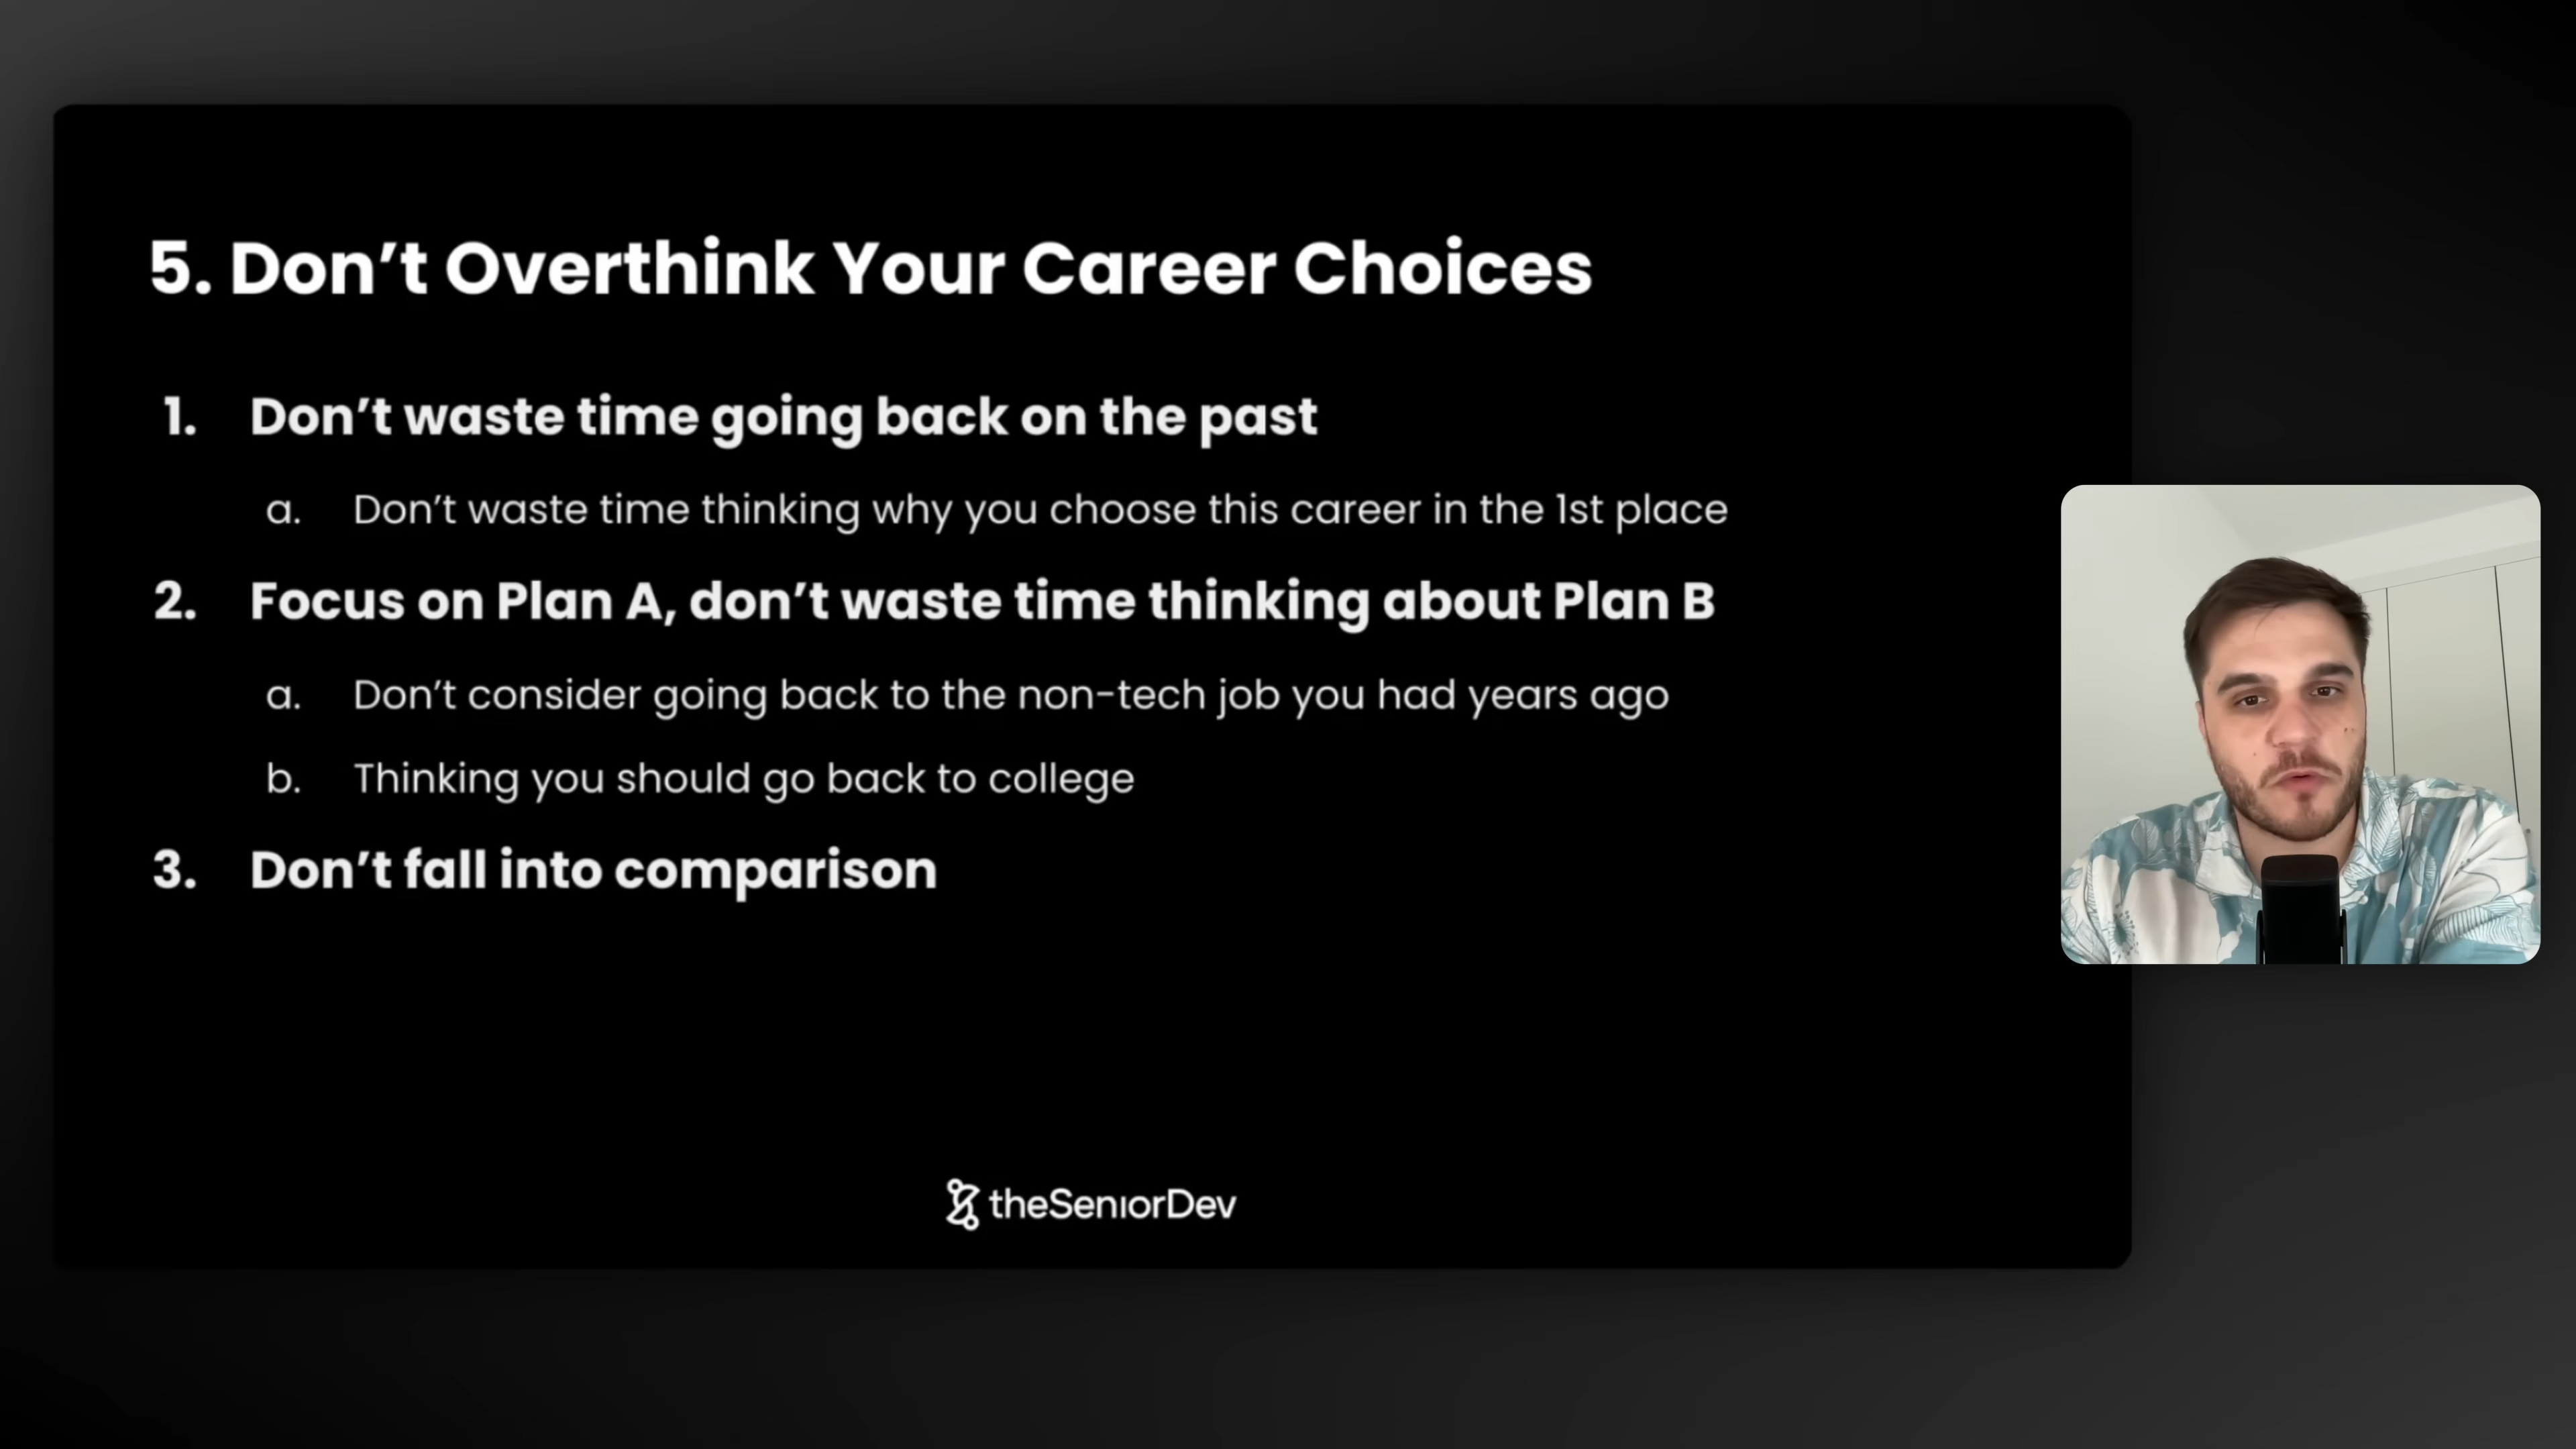 5. Don’t Overthink Your Career Choices
1. Don’t waste time going back on the past
a. Don’t waste time thinking why you choose this career in the 1st place
2. Focus on Plan A, don’t waste time thinking about Plan B
a. Don’t consider going back to the non-tech job you had years ago
b. Thinking you should go back to college
3. Don’t fall into comparison
theSeniorDev